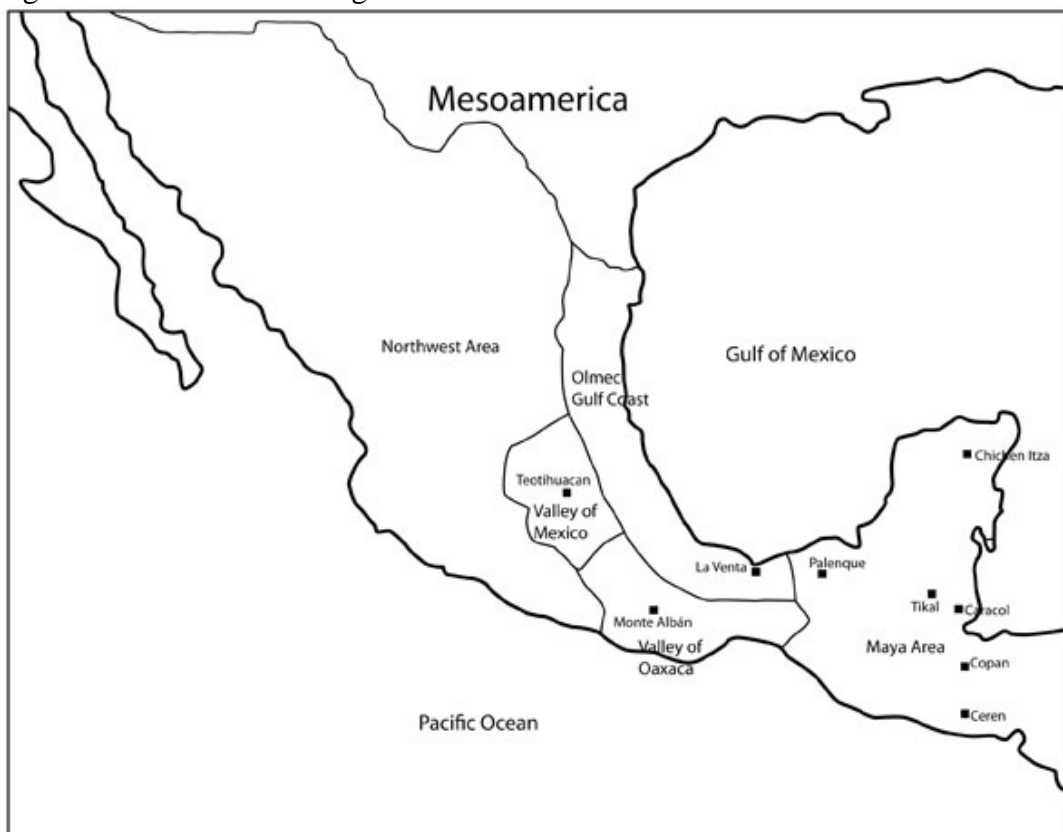 Mesoamerica
Northwest Area
Gulf of Mexico
Olmec
Gulf Coast
Chichen Itza
Teotihuacan
Valley of
Mexico
La Venta
Palenque
Tikal
Caracol
Monte Albán
Valley of
Oaxaca
Maya Area
Copan
Ceren
Pacific Ocean